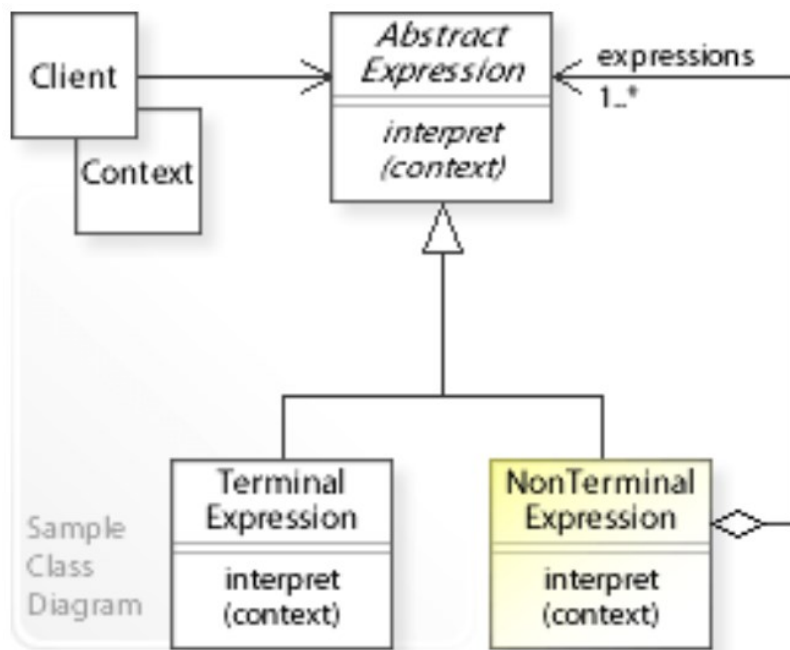 Client
Context
Abstract
Expression
interpret
(context)
expressions
1..*
Terminal
Expression
interpret
(context)
NonTerminal
Expression
interpret
(context)
Sample
Class
Diagram